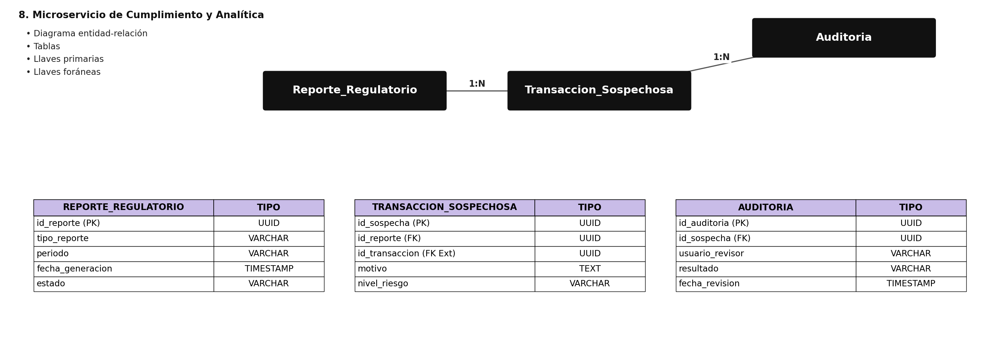 8. Microservicio de Cumplimiento y Analítica
• Diagrama entidad-relación
• Tablas
• Llaves primarias
• Llaves foráneas
Auditoria
1:N
Reporte_Regulatorio
1:N
Transaccion_Sospechosa
REPORTE_REGULATORIO TIPO
id_reporte (PK) UUID
tipo_reporte VARCHAR
periodo VARCHAR
fecha_generacion TIMESTAMP
estado VARCHAR
TRANSACCION_SOSPECHOSA TIPO
id_sospecha (PK) UUID
id_reporte (FK) UUID
id_transaccion (FK Ext) UUID
motivo TEXT
nivel_riesgo VARCHAR
AUDITORIA TIPO
id_auditoria (PK) UUID
id_sospecha (FK) UUID
usuario_revisor VARCHAR
resultado VARCHAR
fecha_revision TIMESTAMP